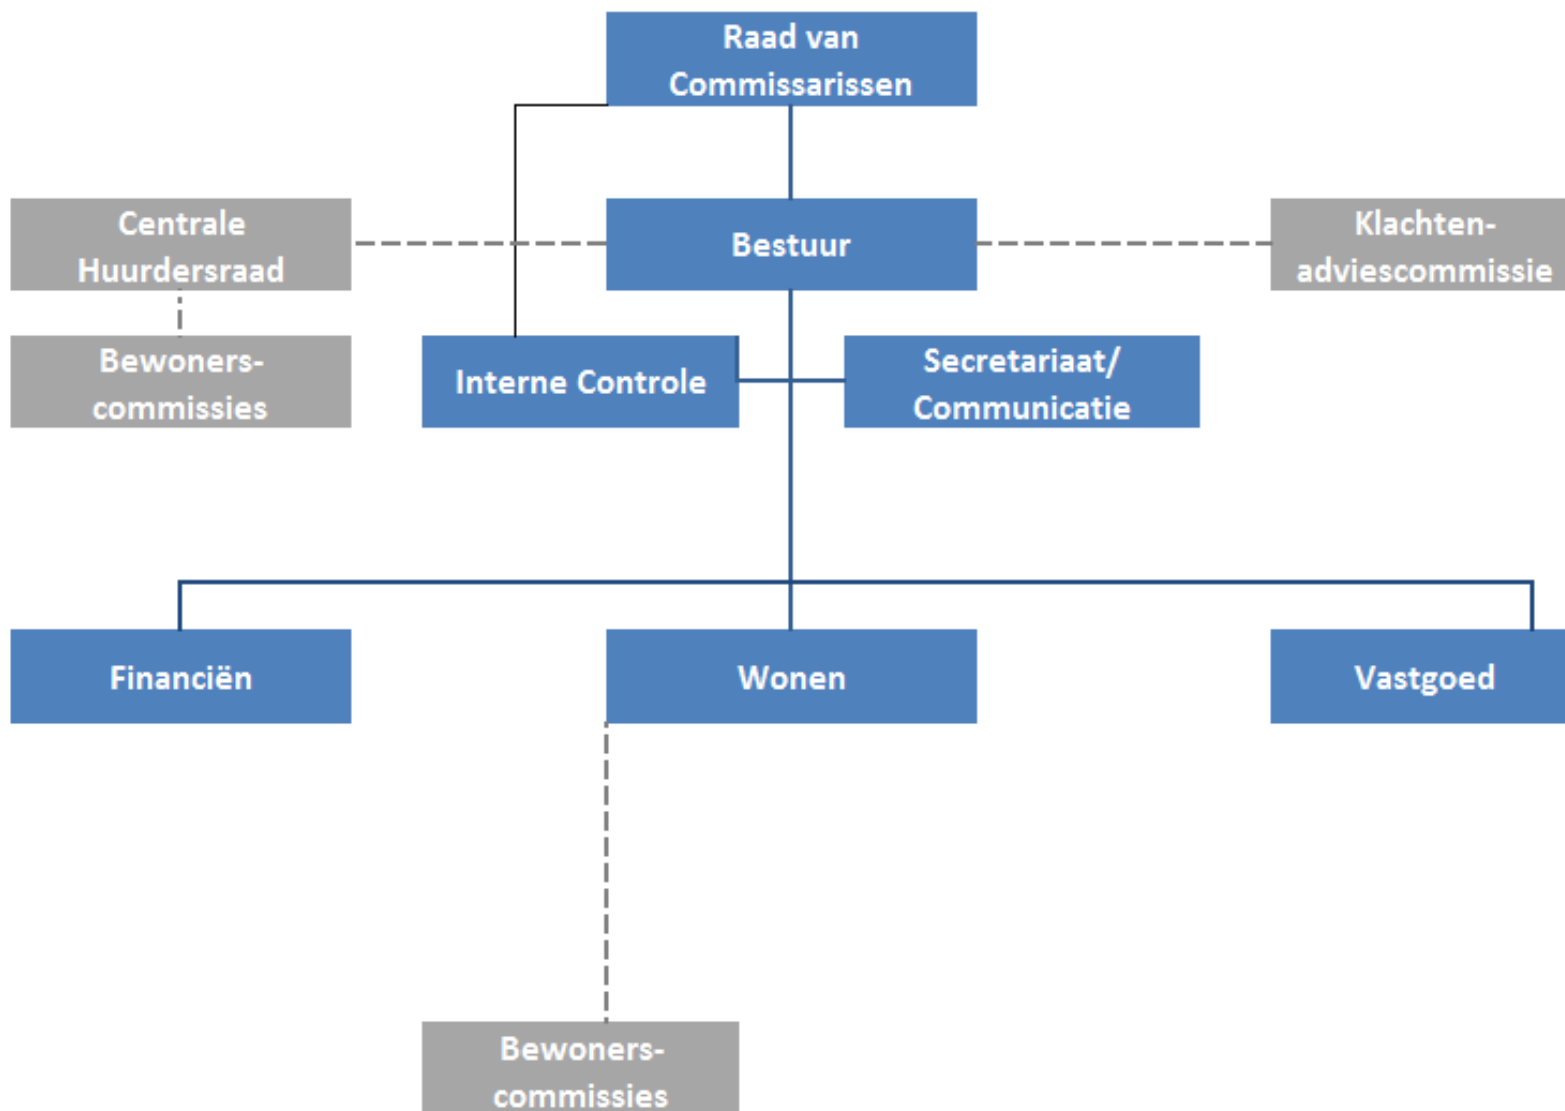 Raad van
Commissarissen
Centrale
Huurdersraad
Bestuur
Klachten-
adviescommissie
Bewoners-
commissies
Interne Controle
Secretariaat/
Communicatie
Financiën
Wonen
Vastgoed
Bewoners-
commissies